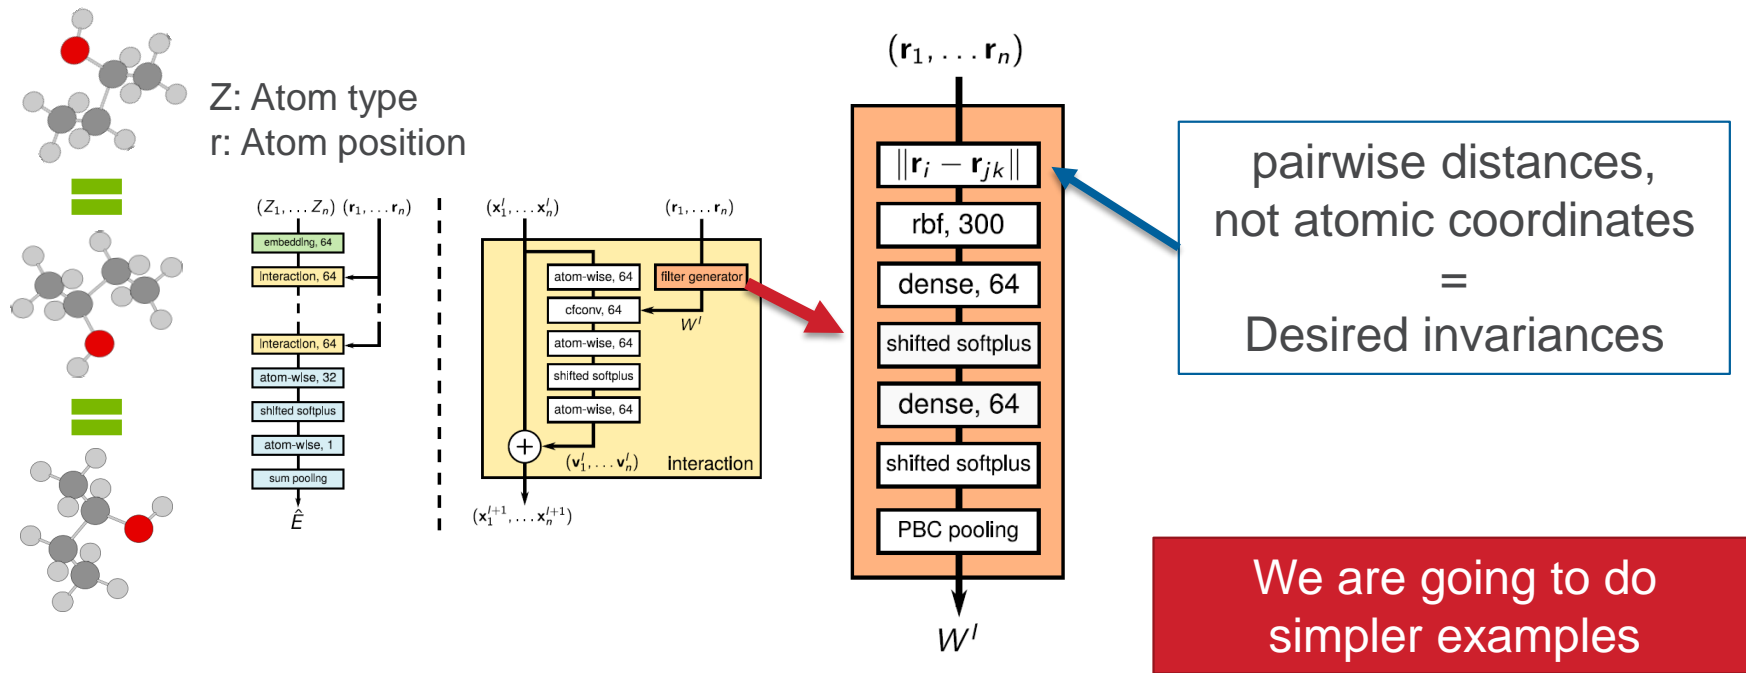 Z: Atom type
r: Atom position
(Z₁, ... Zₙ) (r₁, ... rₙ)
embedding, 64
interaction, 64
interaction, 64
atom-wise, 32
shifted softplus
atom-wise, 1
sum pooling
Ê
(x₁ˡ, ... xₙˡ)
(r₁, ... rₙ)
atom-wise, 64
filter generator
cfconv, 64
Wˡ
atom-wise, 64
shifted softplus
atom-wise, 64
+
(v₁ˡ, ... vₙˡ)
interaction
(x₁ˡ⁺¹, ... xₙˡ⁺¹)
(r₁, ... rₙ)
||rᵢ − rⱼₖ||
rbf, 300
dense, 64
shifted softplus
dense, 64
shifted softplus
PBC pooling
Wˡ
pairwise distances,
not atomic coordinates
=
Desired invariances
We are going to do
simpler examples